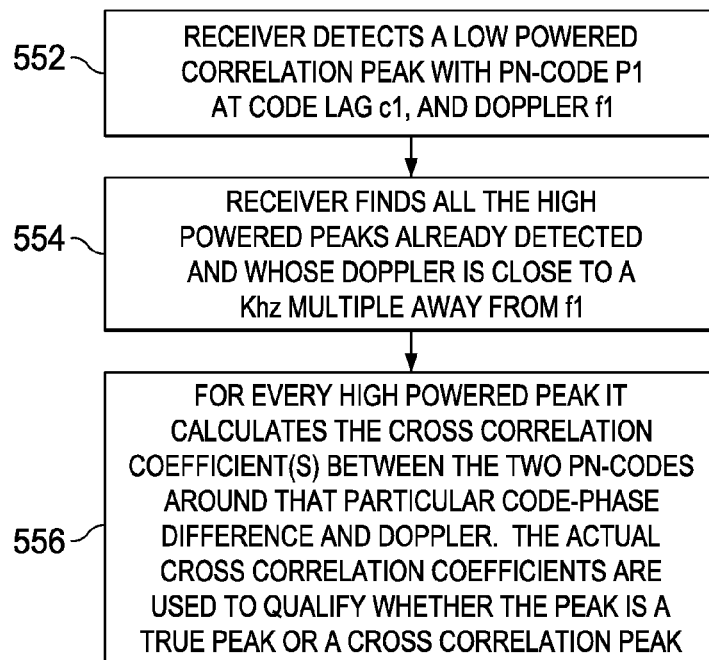 552
RECEIVER DETECTS A LOW POWERED
CORRELATION PEAK WITH PN-CODE P1
AT CODE LAG c1, AND DOPPLER f1
554
RECEIVER FINDS ALL THE HIGH
POWERED PEAKS ALREADY DETECTED
AND WHOSE DOPPLER IS CLOSE TO A
Khz MULTIPLE AWAY FROM f1
556
FOR EVERY HIGH POWERED PEAK IT
CALCULATES THE CROSS CORRELATION
COEFFICIENT(S) BETWEEN THE TWO PN-CODES
AROUND THAT PARTICULAR CODE-PHASE
DIFFERENCE AND DOPPLER. THE ACTUAL
CROSS CORRELATION COEFFICIENTS ARE
USED TO QUALIFY WHETHER THE PEAK IS A
TRUE PEAK OR A CROSS CORRELATION PEAK